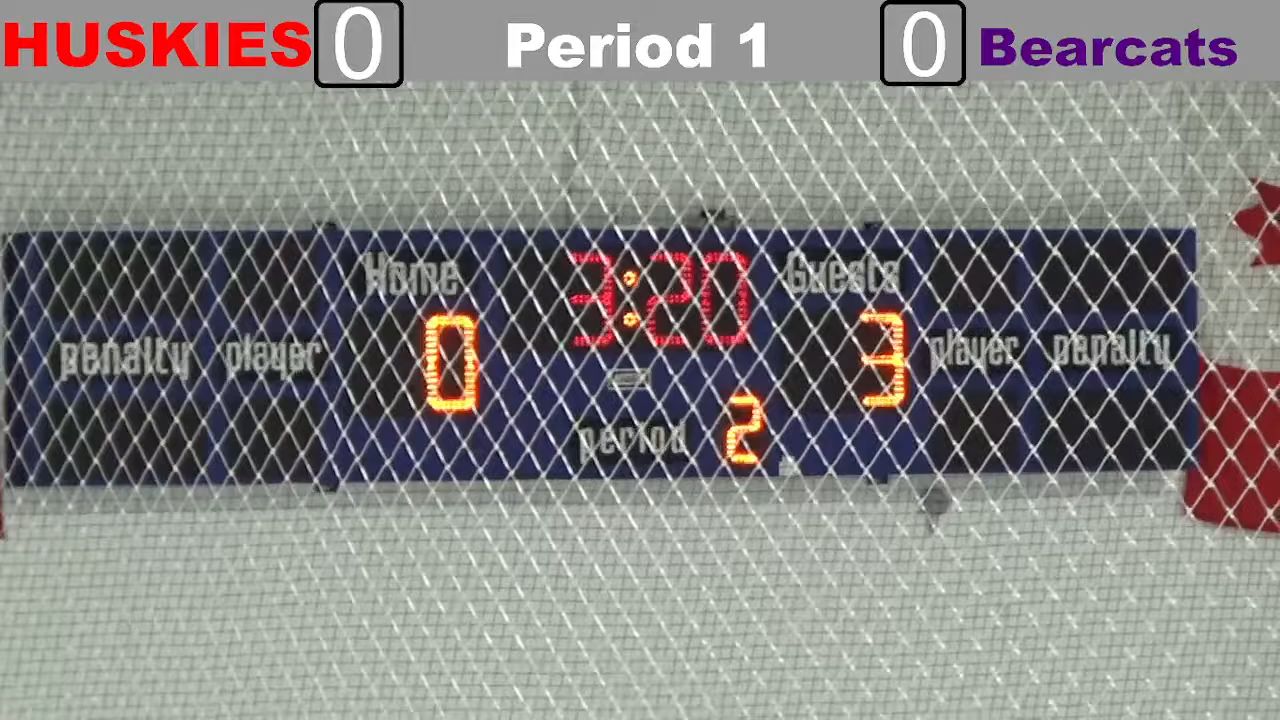 HUSKIES 0 Period 1 0 Bearcats
Home 3:20 Guests
penalty player 0 3 player penalty
period 2